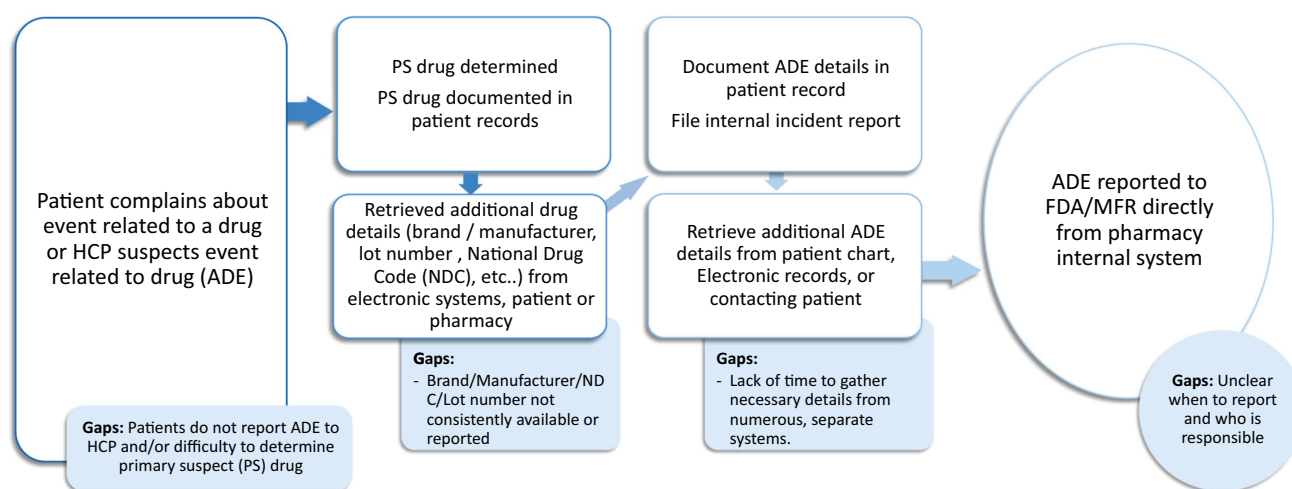 Patient complains about
event related to a drug
or HCP suspects event
related to drug (ADE)
Gaps: Patients do not report ADE to
HCP and/or difficulty to determine
primary suspect (PS) drug
PS drug determined
PS drug documented in
patient records
Retrieved additional drug
details (brand / manufacturer,
lot number , National Drug
Code (NDC), etc..) from
electronic systems, patient or
pharmacy
Gaps:
- Brand/Manufacturer/ND
C/Lot number not
consistently available or
reported
Document ADE details in
patient record
File internal incident report
Retrieve additional ADE
details from patient chart,
Electronic records, or
contacting patient
Gaps:
- Lack of time to gather
necessary details from
numerous, separate
systems.
ADE reported to
FDA/MFR directly
from pharmacy
internal system
Gaps: Unclear
when to report
and who is
responsible